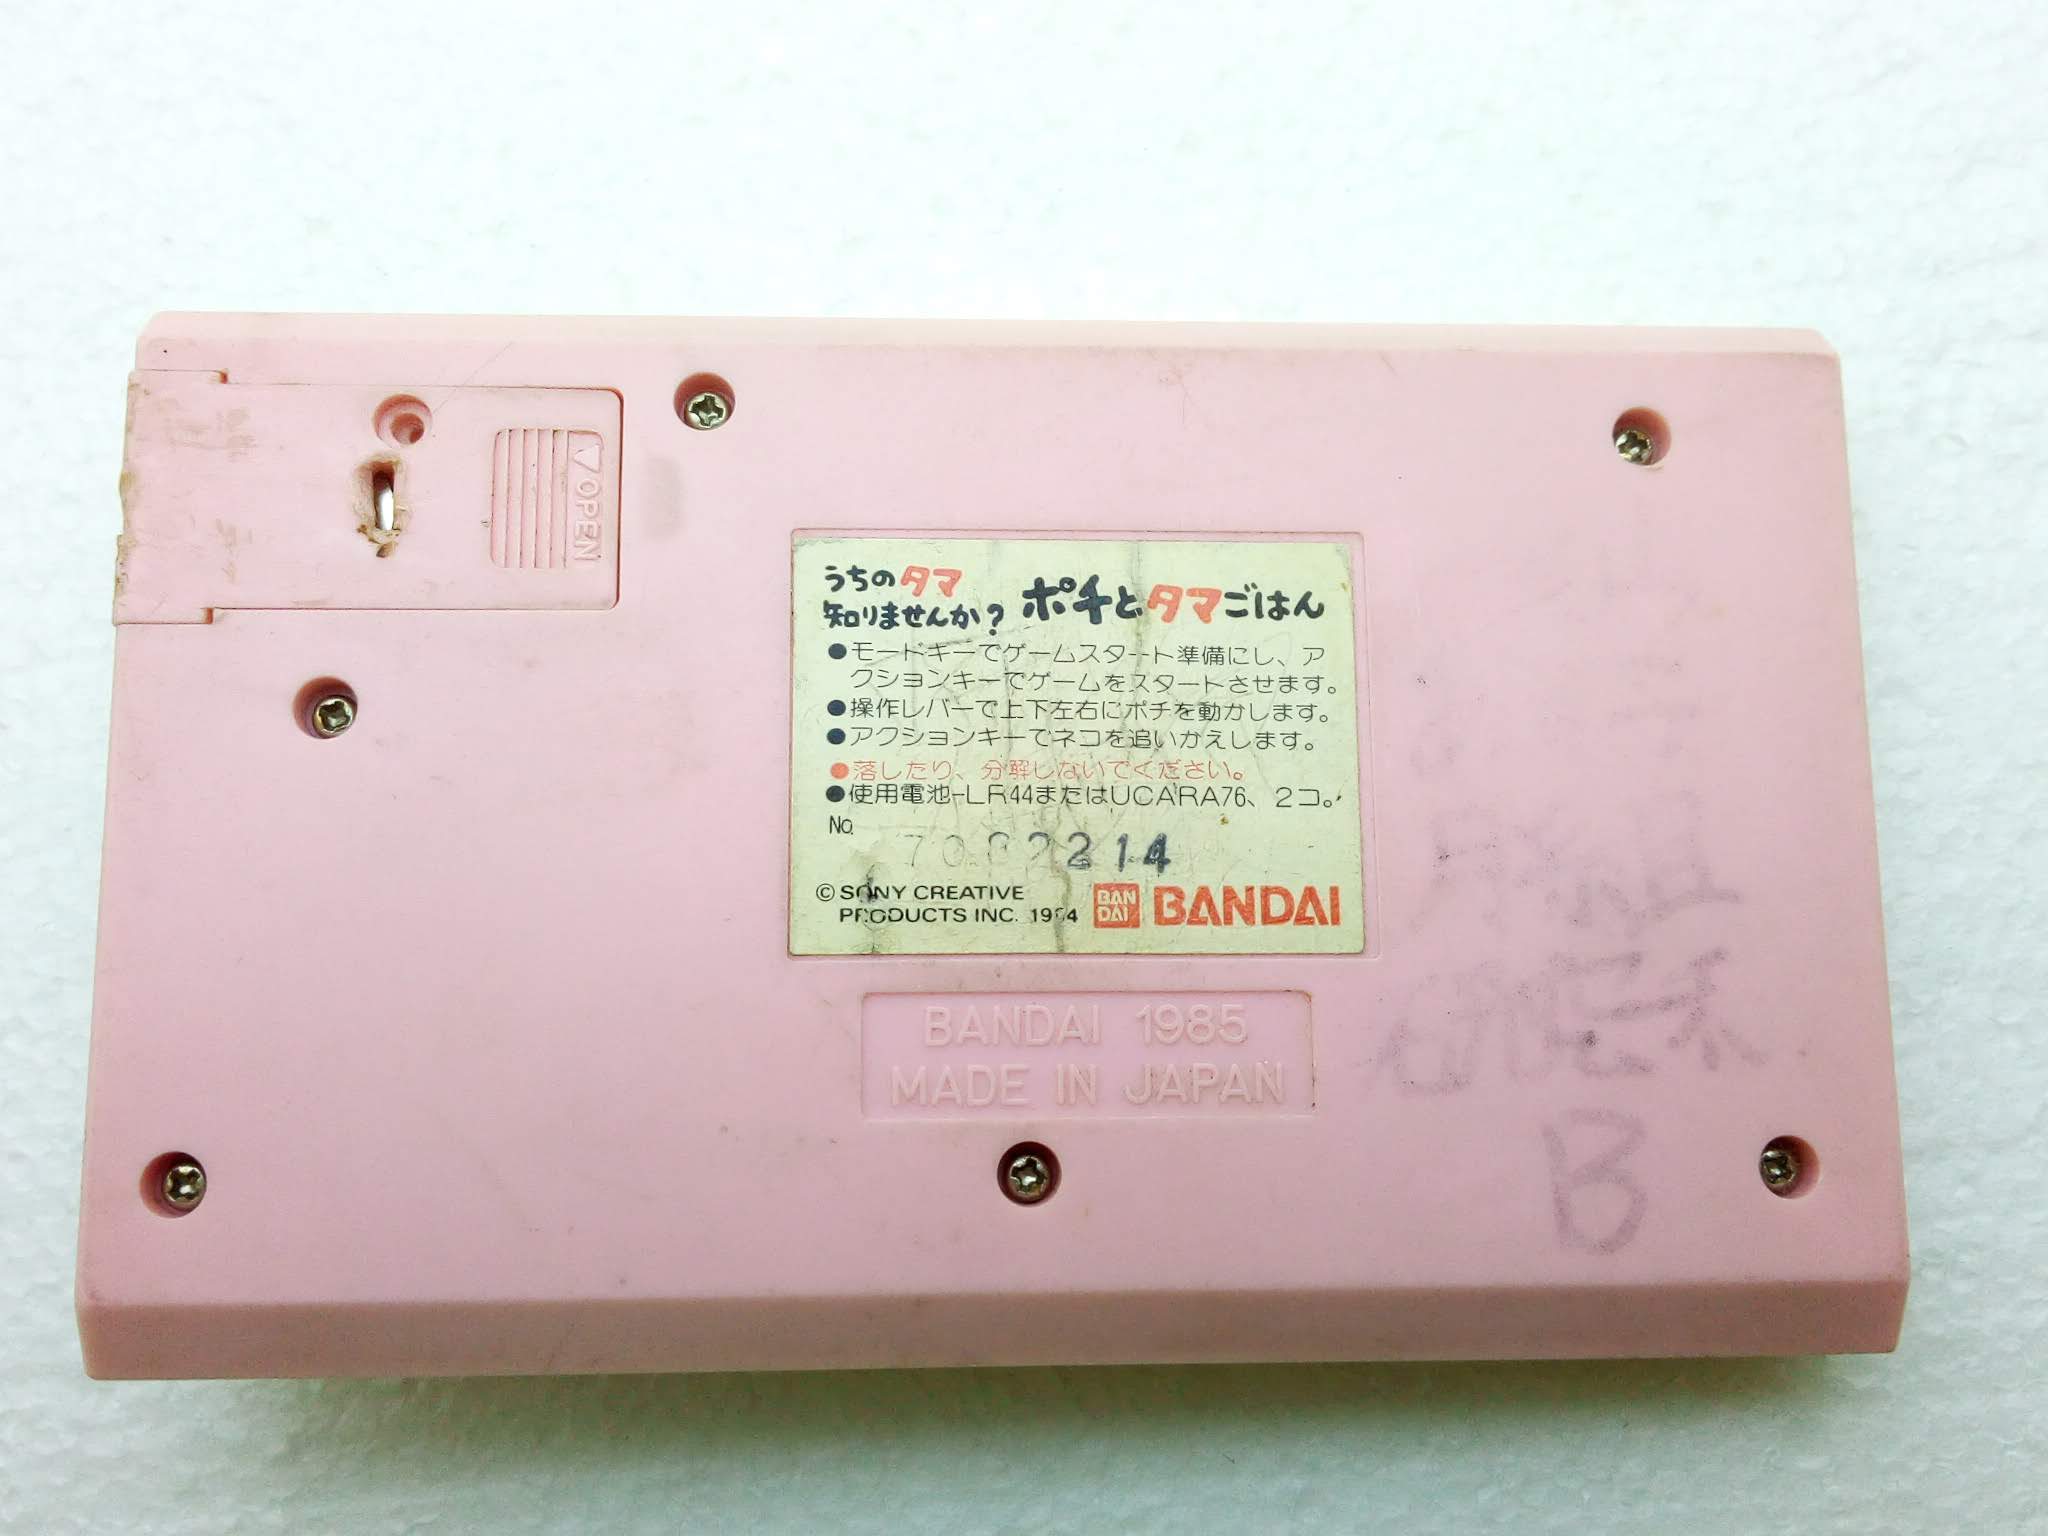 ▽OPEN
うちのタマ
知りませんか? ポチとタマごはん
●モードキーでゲームスタート準備にし、ア
クションキーでゲームをスタートさせます。
●操作レバーで上下左右にポチを動かします。
●アクションキーでネコを追いかえします。
●落したり、分解しないでください。
●使用電池-LR44またはUCARA76、2コ。
No.
7082214
© SONY CREATIVE
PRODUCTS INC. 1984
BAN
DAI
BANDAI
BANDAI 1985
MADE IN JAPAN
B